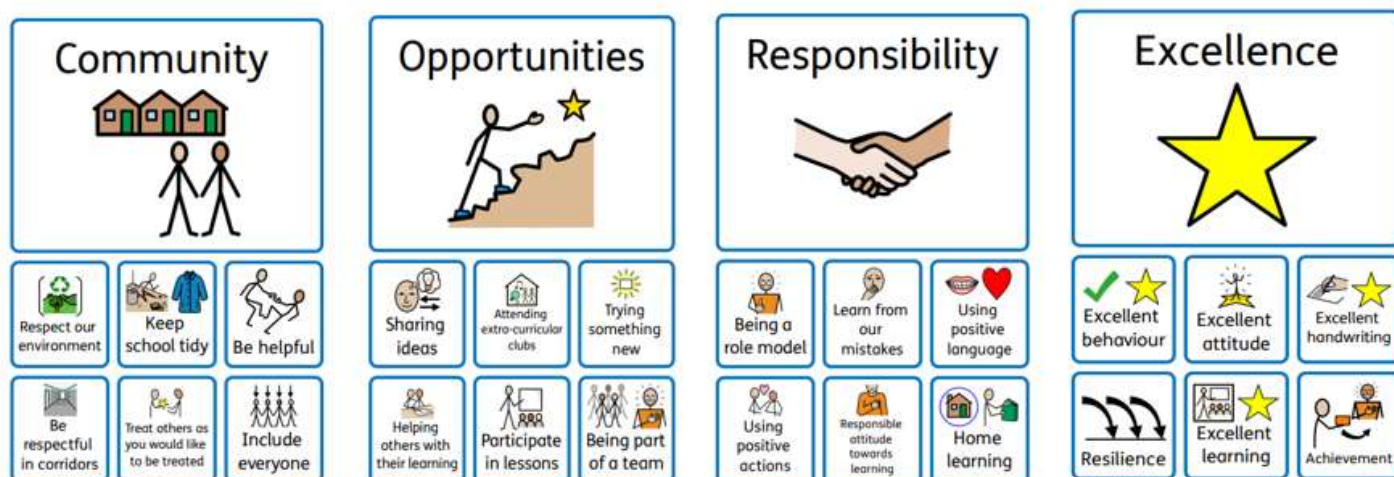 Community
Respect our
environment
Keep
school tidy
Be helpful
Be
respectful
in corridors
Treat others as
you would like
to be treated
Include
everyone
Opportunities
Sharing
ideas
Attending
extra-curricular
clubs
Trying
something
new
Helping
others with
their learning
Participate
in lessons
Being part
of a team
Responsibility
Being a
role model
Learn from
our
mistakes
Using
positive
language
Using
positive
actions
Responsible
attitude
towards
learning
Home
learning
Excellence
Excellent
behaviour
Excellent
attitude
Excellent
handwriting
Resilience
Excellent
learning
Achievement